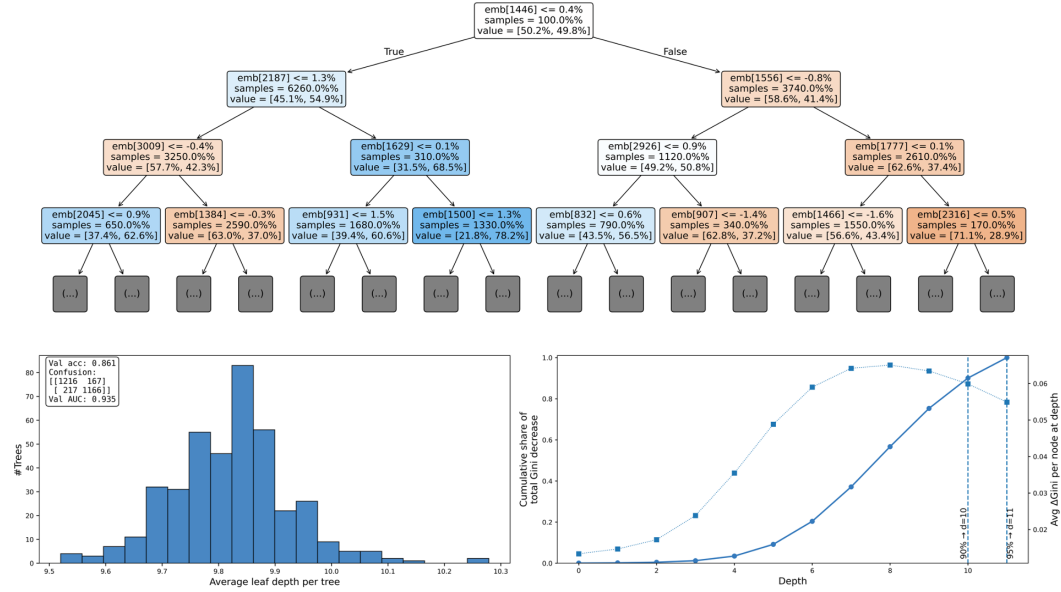 emb[1446] <= 0.4%
samples = 100.0%%
value = [50.2%, 49.8%]
True
False
emb[2187] <= 1.3%
samples = 6260.0%%
value = [45.1%, 54.9%]
emb[1556] <= -0.8%
samples = 3740.0%%
value = [58.6%, 41.4%]
emb[3009] <= -0.4%
samples = 3250.0%%
value = [57.7%, 42.3%]
emb[1629] <= 0.1%
samples = 310.0%%
value = [31.5%, 68.5%]
emb[2926] <= 0.9%
samples = 1120.0%%
value = [49.2%, 50.8%]
emb[1777] <= 0.1%
samples = 2610.0%%
value = [62.6%, 37.4%]
emb[2045] <= 0.9%
samples = 650.0%%
value = [37.4%, 62.6%]
emb[1384] <= -0.3%
samples = 2590.0%%
value = [63.0%, 37.0%]
emb[931] <= 1.5%
samples = 1680.0%%
value = [39.4%, 60.6%]
emb[1500] <= 1.3%
samples = 1330.0%%
value = [21.8%, 78.2%]
emb[832] <= 0.6%
samples = 790.0%%
value = [43.5%, 56.5%]
emb[907] <= -1.4%
samples = 340.0%%
value = [62.8%, 37.2%]
emb[1466] <= -1.6%
samples = 1550.0%%
value = [56.6%, 43.4%]
emb[2316] <= 0.5%
samples = 170.0%%
value = [71.1%, 28.9%]
(...) (...) (...) (...) (...) (...) (...) (...) (...) (...) (...) (...) (...) (...) (...) (...)
Val acc: 0.861
Confusion:
[[1216 167]
[ 217 1166]]
Val AUC: 0.935
#Trees
80
70
60
50
40
30
20
10
0
9.5 9.6 9.7 9.8 9.9 10.0 10.1 10.2 10.3
Average leaf depth per tree
Cumulative share of
total Gini decrease
1.0
0.8
0.6
0.4
0.2
0.0
0 2 4 6 8 10
Depth
90% → d=10
95% → d=11
0.06
0.05
0.04
0.03
0.02
Avg ΔGini per node at depth